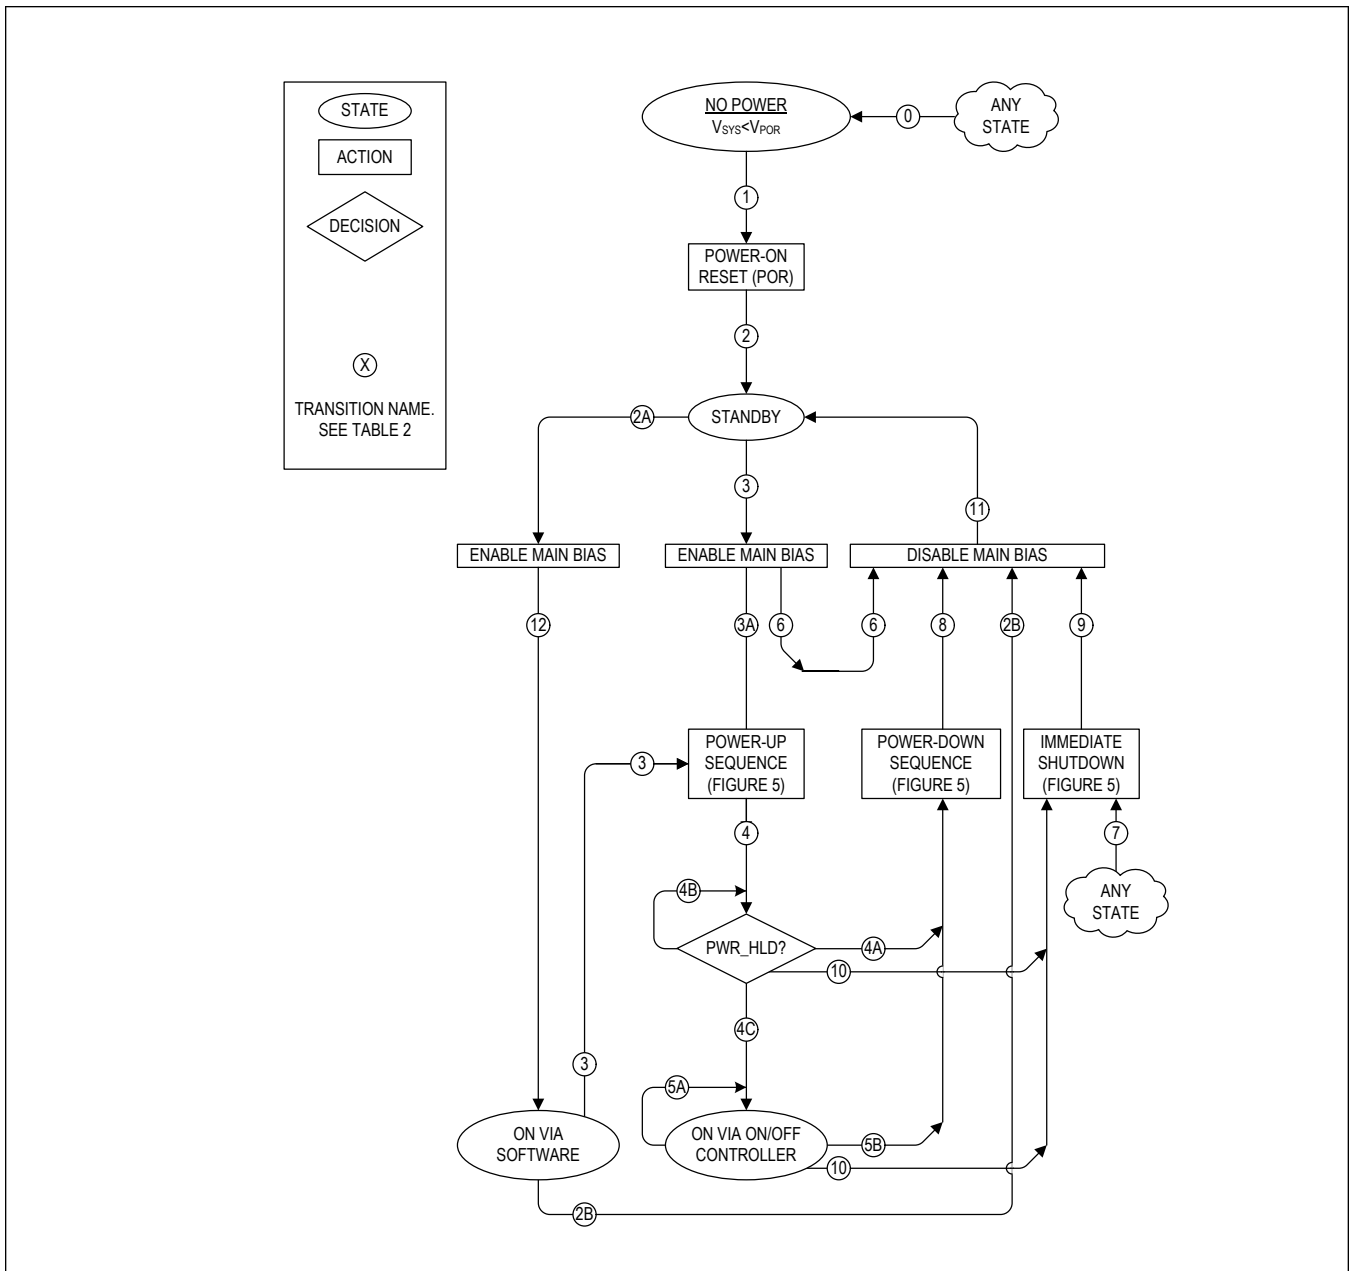 STATE
ACTION
DECISION
X
TRANSITION NAME.
SEE TABLE 2
NO POWER
VSYS<VPOR
0
ANY
STATE
1
POWER-ON
RESET (POR)
2
2A
STANDBY
3
11
ENABLE MAIN BIAS
ENABLE MAIN BIAS
DISABLE MAIN BIAS
12
3A
6
6
8
2B
9
3
POWER-UP
SEQUENCE
(FIGURE 5)
POWER-DOWN
SEQUENCE
(FIGURE 5)
IMMEDIATE
SHUTDOWN
(FIGURE 5)
4
7
4B
ANY
STATE
PWR_HLD?
4A
10
4C
3
5A
ON VIA
SOFTWARE
ON VIA ON/OFF
CONTROLLER
5B
10
2B